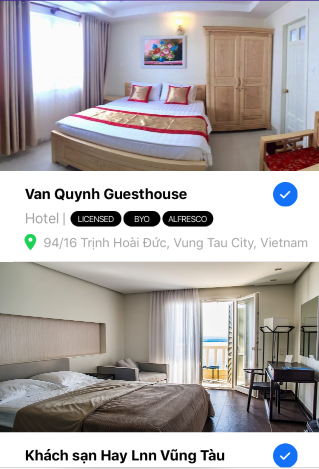 Van Quynh Guesthouse
Hotel | LICENSED BYO ALFRESCO
94/16 Trịnh Hoài Đức, Vung Tau City, Vietnam
Khách sạn Hay Lnn Vũng Tàu